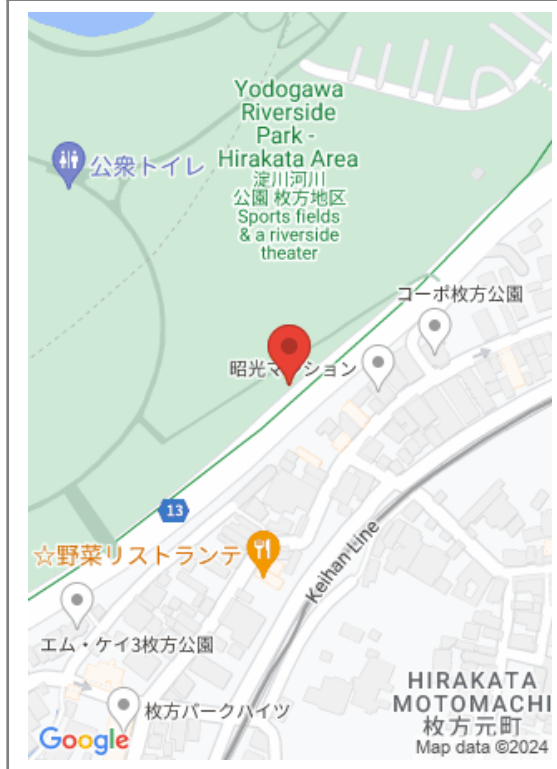 Yodogawa
Riverside
Park -
Hirakata Area
淀川河川
公園 枚方地区
Sports fields
& a riverside
theater
公衆トイレ
コーポ枚方公園
昭光マンション
13
☆野菜リストランテ
Keihan Line
エム・ケイ3枚方公園
HIRAKATA
MOTOMACHI
枚方元町
枚方パークハイツ
Google
Map data ©2024